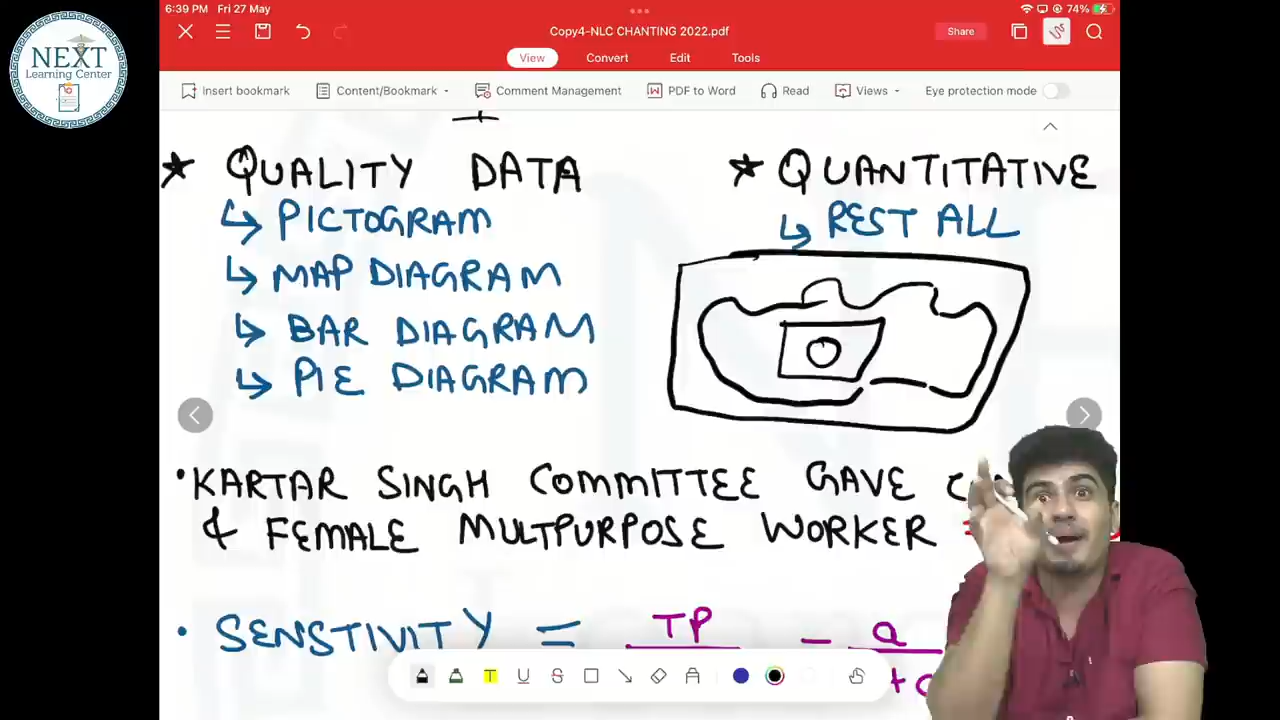 6:39 PM Fri 27 May
74%
NEXT
Learning Center
Copy4-NLC CHANTING 2022.pdf
Share
View Convert Edit Tools
Insert bookmark Content/Bookmark Comment Management PDF to Word Read Views Eye protection mode
★ QUALITY DATA
↳ PICTOGRAM
↳ MAP DIAGRAM
↳ BAR DIAGRAM
↳ PIE DIAGRAM
★ QUANTITATIVE
↳ REST ALL
• KARTAR SINGH COMMITTEE GAVE
& FEMALE MULTPURPOSE WORKER
• SENSTIVITY = TP - a
+ c